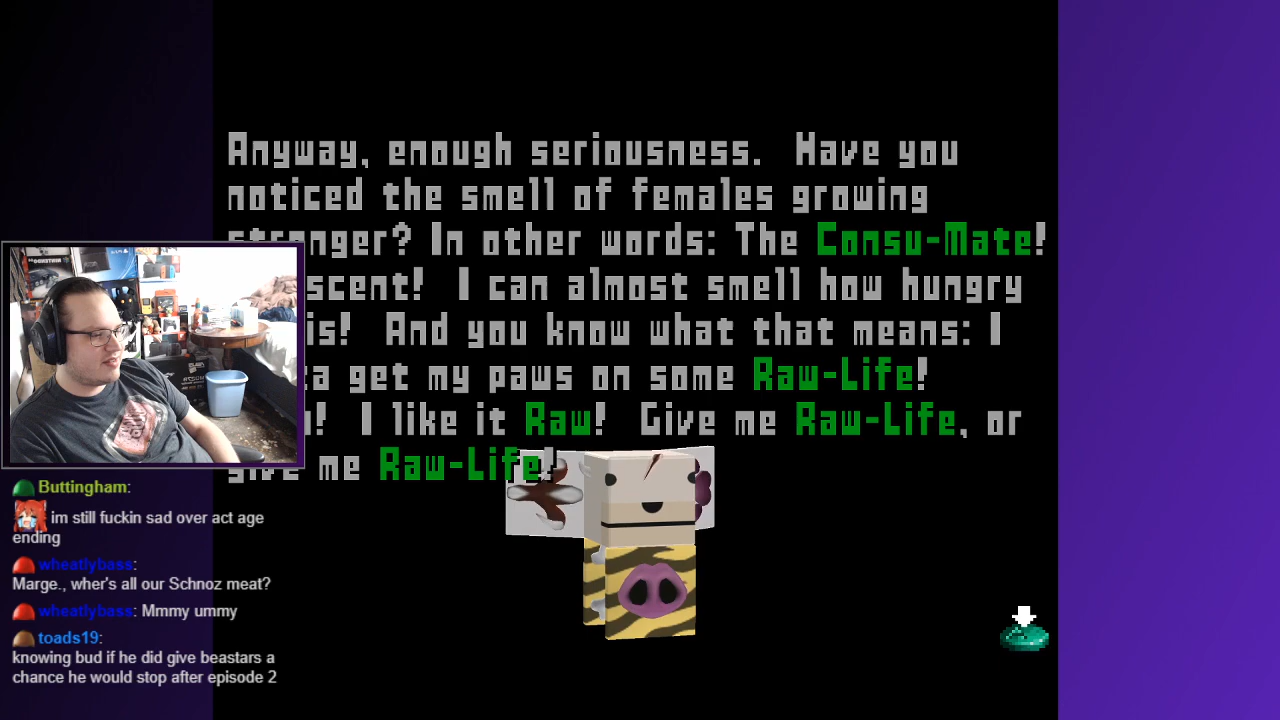 Anyway, enough seriousness. Have you
noticed the smell of females growing
stronger? In other words: The Consu-Mate!
scent! I can almost smell how hungry
is! And you know what that means: I
a get my paws on some Raw-Life!
! I like it Raw! Give me Raw-Life, or
give me Raw-Life!
Buttingham:
im still fuckin sad over act age
ending
wheatlybass:
Marge., wher's all our Schnoz meat?
wheatlybass: Mmmy ummy
toads19:
knowing bud if he did give beastars a
chance he would stop after episode 2